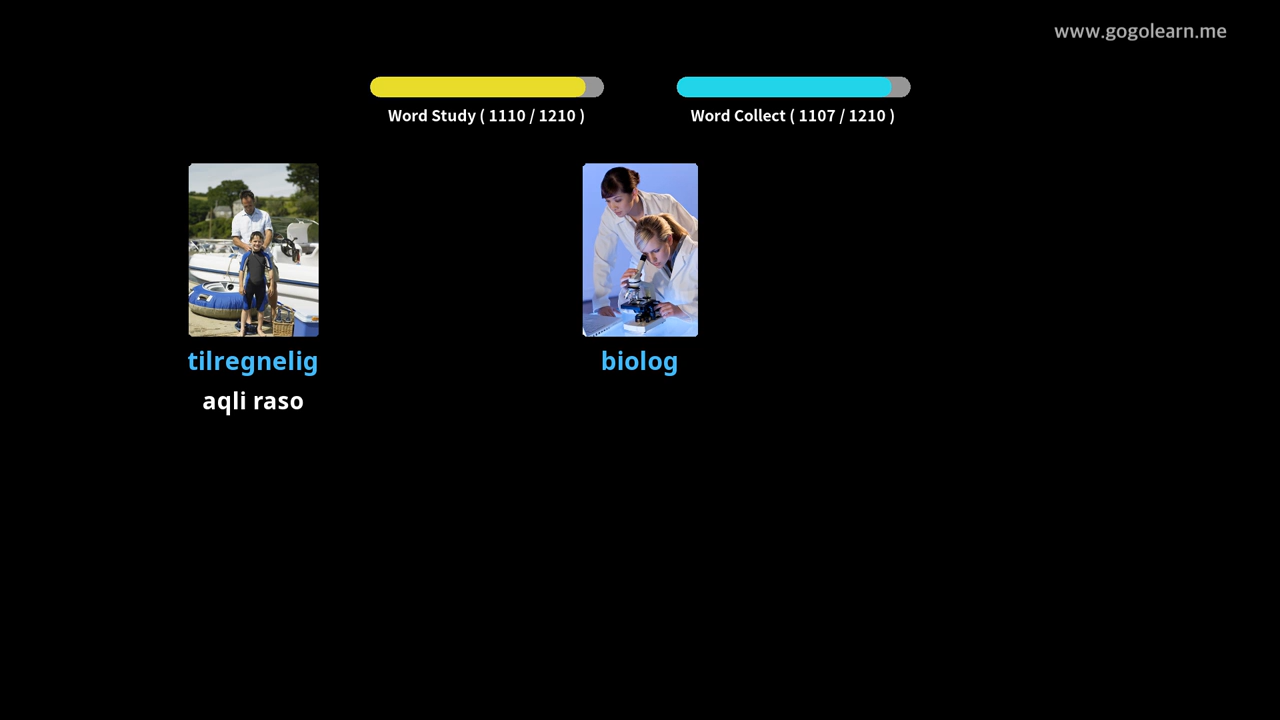 www.gogolearn.me
Word Study ( 1110 / 1210 )
Word Collect ( 1107 / 1210 )
tilregnelig
aqli raso
biolog